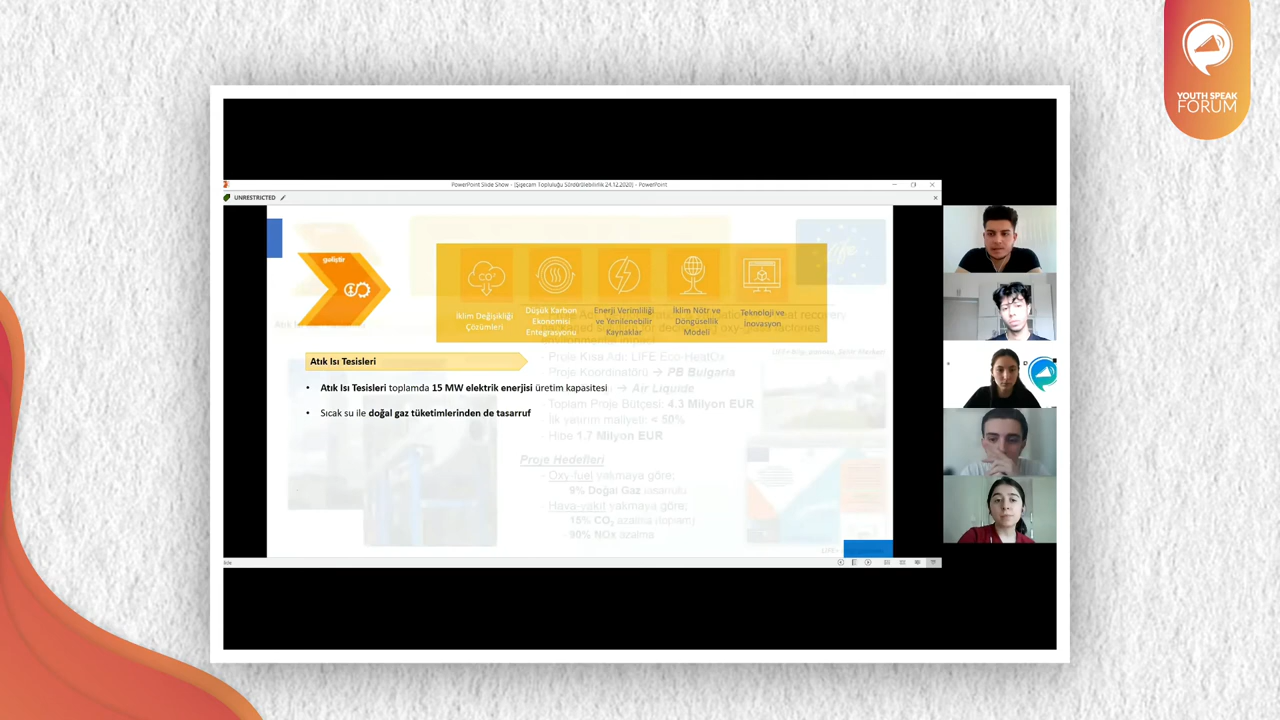 YOUTH SPEAK
FORUM
PowerPoint Slide Show - (Şişecam Topluluğu Sürdürülebilirlik 24.12.2020) - PowerPoint
UNRESTRICTED
geliştir
İklim Değişikliği
Çözümleri
Düşük Karbon
Ekonomisi
Entegrasyonu
Enerji Verimliliği
ve Yenilenebilir
Kaynaklar
İklim Nötr ve
Döngüsellik
Modeli
Teknoloji ve
İnovasyon
Atık Isı Tesisleri
• Atık Isı Tesisleri toplamda 15 MW elektrik enerjisi üretim kapasitesi
• Sıcak su ile doğal gaz tüketimlerinden de tasarruf
- Proje Kısa Adı: LIFE Eco-HeatOx
Proje Koordinatörü → PB Bulgaria
→ Air Liquide
Toplam Proje Bütçesi: 4.3 Milyon EUR
İlk yatırım maliyeti: < 50%
- Hibe 1.7 Milyon EUR
Proje Hedefleri
- Oxy-fuel yakmaya göre;
9% Doğal Gaz tasarrufu
Hava-yakıt yakmaya göre;
15% CO₂ azalma (toplam)
- 90% NOx azalma